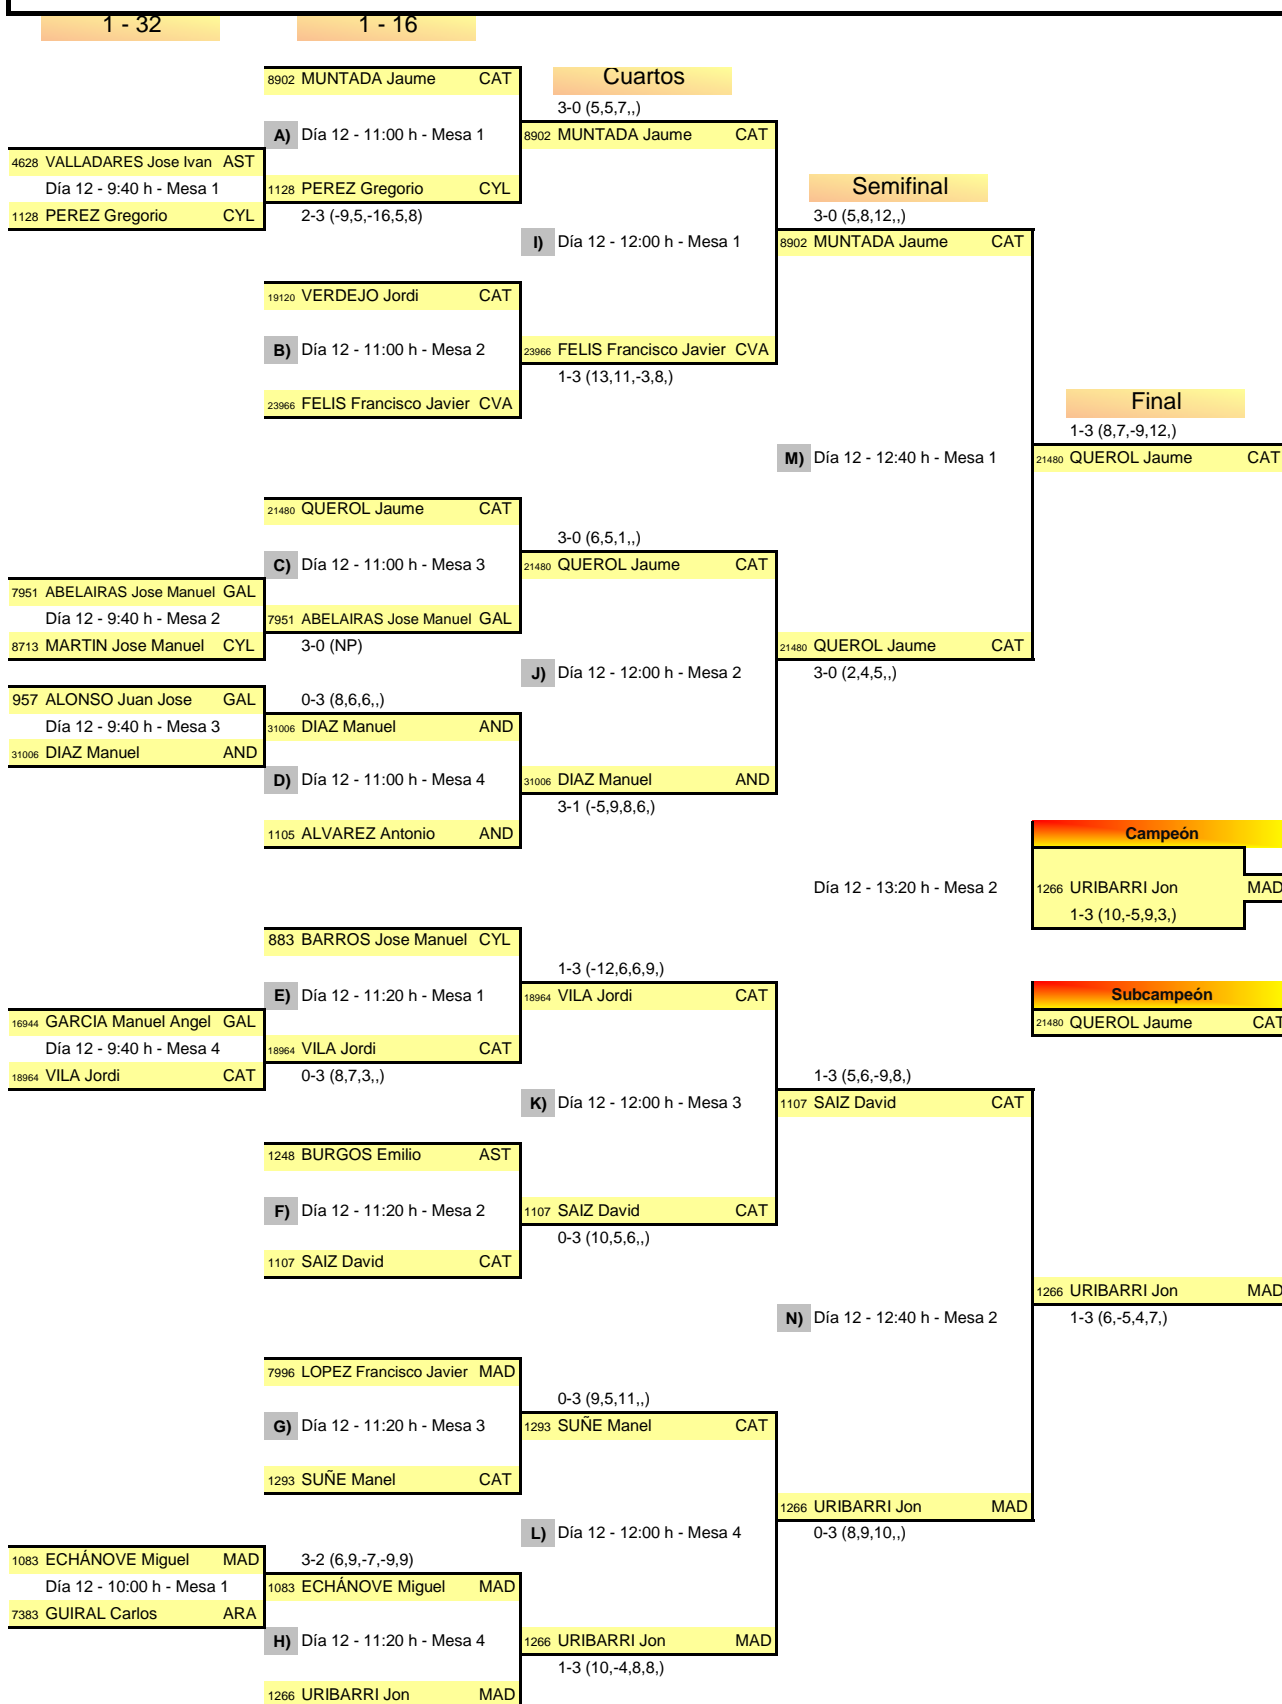 1 - 32
1 - 16
8902 MUNTADA Jaume CAT
Cuartos
3-0 (5,5,7,,)
A) Día 12 - 11:00 h - Mesa 1
8902 MUNTADA Jaume CAT
4628 VALLADARES Jose Ivan AST
Día 12 - 9:40 h - Mesa 1
1128 PEREZ Gregorio CYL
Semifinal
1128 PEREZ Gregorio CYL
2-3 (-9,5,-16,5,8)
3-0 (5,8,12,,)
I) Día 12 - 12:00 h - Mesa 1
8902 MUNTADA Jaume CAT
19120 VERDEJO Jordi CAT
B) Día 12 - 11:00 h - Mesa 2
23966 FELIS Francisco Javier CVA
1-3 (13,11,-3,8,)
23966 FELIS Francisco Javier CVA
Final
1-3 (8,7,-9,12,)
M) Día 12 - 12:40 h - Mesa 1
21480 QUEROL Jaume CAT
21480 QUEROL Jaume CAT
3-0 (6,5,1,,)
C) Día 12 - 11:00 h - Mesa 3
21480 QUEROL Jaume CAT
7951 ABELAIRAS Jose Manuel GAL
Día 12 - 9:40 h - Mesa 2
7951 ABELAIRAS Jose Manuel GAL
8713 MARTIN Jose Manuel CYL
3-0 (NP)
21480 QUEROL Jaume CAT
J) Día 12 - 12:00 h - Mesa 2
3-0 (2,4,5,,)
957 ALONSO Juan Jose GAL
0-3 (8,6,6,,)
Día 12 - 9:40 h - Mesa 3
31006 DIAZ Manuel AND
31006 DIAZ Manuel AND
D) Día 12 - 11:00 h - Mesa 4
31006 DIAZ Manuel AND
3-1 (-5,9,8,6,)
1105 ALVAREZ Antonio AND
Campeón
Día 12 - 13:20 h - Mesa 2
1266 URIBARRI Jon MAD
1-3 (10,-5,9,3,)
883 BARROS Jose Manuel CYL
1-3 (-12,6,6,9,)
E) Día 12 - 11:20 h - Mesa 1
18964 VILA Jordi CAT
Subcampeón
21480 QUEROL Jaume CAT
16944 GARCIA Manuel Angel GAL
Día 12 - 9:40 h - Mesa 4
18964 VILA Jordi CAT
18964 VILA Jordi CAT
0-3 (8,7,3,,)
1-3 (5,6,-9,8,)
K) Día 12 - 12:00 h - Mesa 3
1107 SAIZ David CAT
1248 BURGOS Emilio AST
F) Día 12 - 11:20 h - Mesa 2
1107 SAIZ David CAT
0-3 (10,5,6,,)
1107 SAIZ David CAT
1266 URIBARRI Jon MAD
N) Día 12 - 12:40 h - Mesa 2
1-3 (6,-5,4,7,)
7996 LOPEZ Francisco Javier MAD
0-3 (9,5,11,,)
G) Día 12 - 11:20 h - Mesa 3
1293 SUÑE Manel CAT
1293 SUÑE Manel CAT
1266 URIBARRI Jon MAD
L) Día 12 - 12:00 h - Mesa 4
0-3 (8,9,10,,)
1083 ECHÁNOVE Miguel MAD
3-2 (6,9,-7,-9,9)
Día 12 - 10:00 h - Mesa 1
1083 ECHÁNOVE Miguel MAD
7383 GUIRAL Carlos ARA
H) Día 12 - 11:20 h - Mesa 4
1266 URIBARRI Jon MAD
1-3 (10,-4,8,8,)
1266 URIBARRI Jon MAD